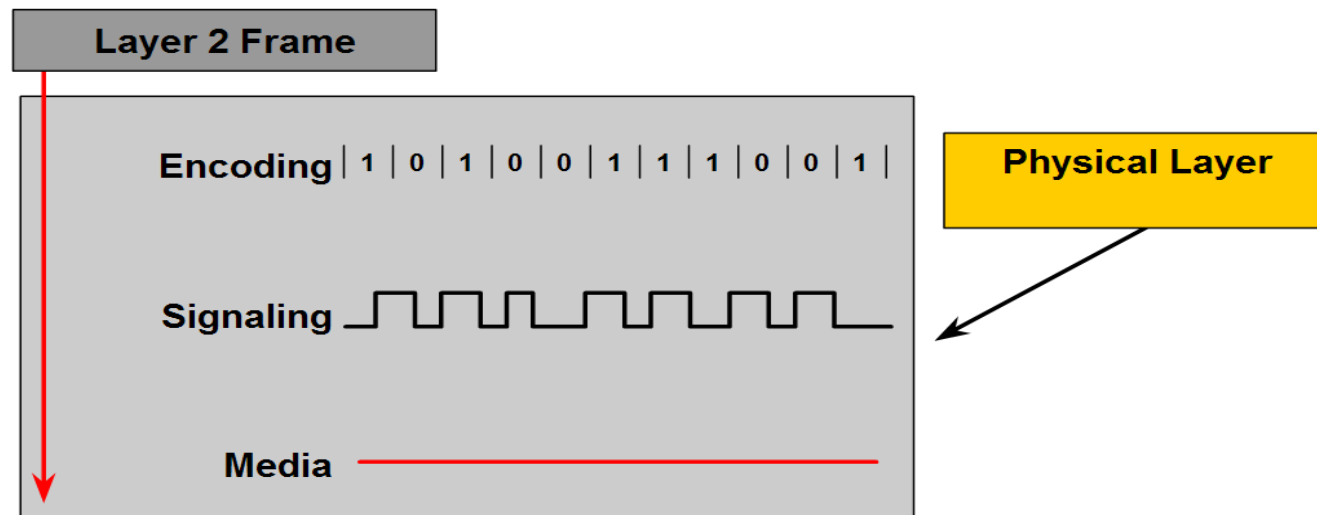 Layer 2 Frame
Encoding | 1 | 0 | 1 | 0 | 0 | 1 | 1 | 1 | 0 | 0 | 1 |
Physical Layer
Signaling
Media